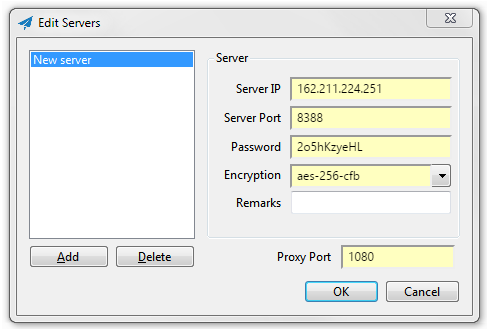 Edit Servers
New server
Server
Server IP 162.211.224.251
Server Port 8388
Password 2o5hKzyeHL
Encryption aes-256-cfb
Remarks
Add Delete
Proxy Port 1080
OK Cancel